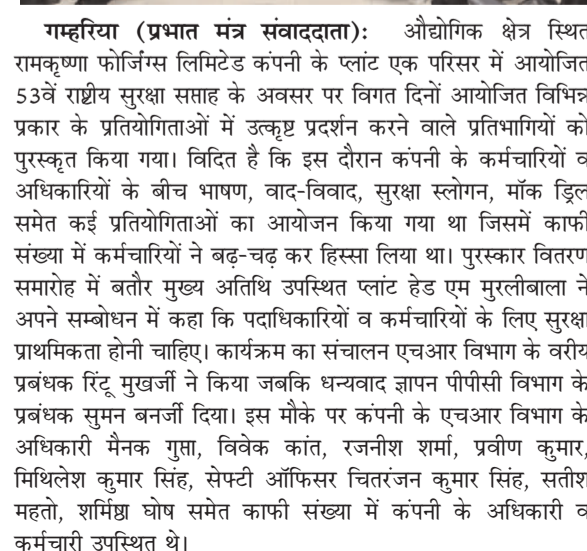 गम्हरिया (प्रभात मंत्र संवाददाता): औद्योगिक क्षेत्र स्थित
रामकृष्णा फोर्जिंग्स लिमिटेड कंपनी के प्लांट एक परिसर में आयोजित
53वें राष्ट्रीय सुरक्षा सप्ताह के अवसर पर विगत दिनों आयोजित विभिन्न
प्रकार के प्रतियोगिताओं में उत्कृष्ट प्रदर्शन करने वाले प्रतिभागियों को
पुरस्कृत किया गया। विदित है कि इस दौरान कंपनी के कर्मचारियों व
अधिकारियों के बीच भाषण, वाद-विवाद, सुरक्षा स्लोगन, मॉक ड्रिल
समेत कई प्रतियोगिताओं का आयोजन किया गया था जिसमें काफी
संख्या में कर्मचारियों ने बढ़-चढ़ कर हिस्सा लिया था। पुरस्कार वितरण
समारोह में बतौर मुख्य अतिथि उपस्थित प्लांट हेड एम मुरलीबाला ने
अपने सम्बोधन में कहा कि पदाधिकारियों व कर्मचारियों के लिए सुरक्षा
प्राथमिकता होनी चाहिए। कार्यक्रम का संचालन एचआर विभाग के वरीय
प्रबंधक रिंटू मुखर्जी ने किया जबकि धन्यवाद ज्ञापन पीपीसी विभाग के
प्रबंधक सुमन बनर्जी दिया। इस मौके पर कंपनी के एचआर विभाग के
अधिकारी मैनक गुप्ता, विवेक कांत, रजनीश शर्मा, प्रवीण कुमार,
मिथिलेश कुमार सिंह, सेफ्टी ऑफिसर चितरंजन कुमार सिंह, सतीश
महतो, शर्मिष्ठा घोष समेत काफी संख्या में कंपनी के अधिकारी व
कर्मचारी उपस्थित थे।